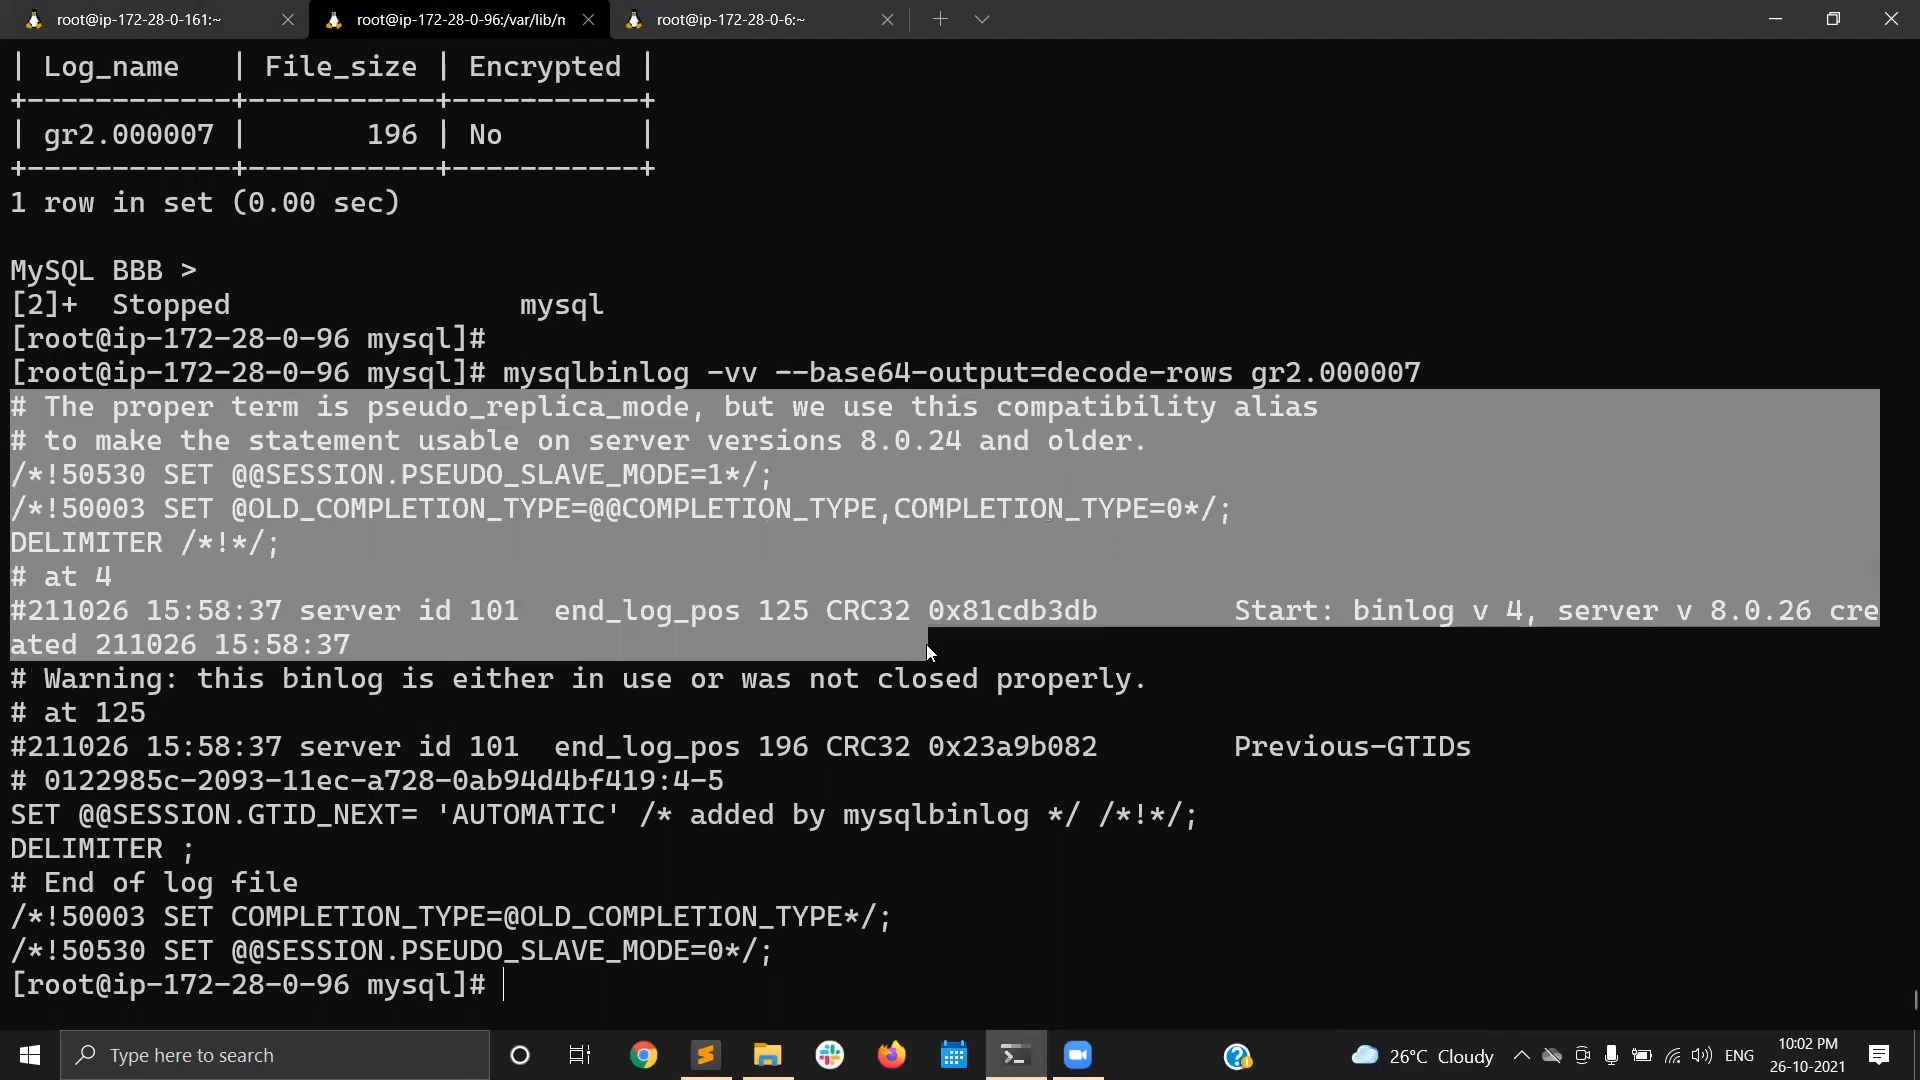 root@ip-172-28-0-161:~
root@ip-172-28-0-96:/var/lib/n
root@ip-172-28-0-6:~
| Log_name   | File_size | Encrypted |
+------------+-----------+-----------+
| gr2.000007 |       196 | No        |
+------------+-----------+-----------+
1 row in set (0.00 sec)
MySQL BBB >
[2]+  Stopped                 mysql
[root@ip-172-28-0-96 mysql]#
[root@ip-172-28-0-96 mysql]# mysqlbinlog -vv --base64-output=decode-rows gr2.000007
# The proper term is pseudo_replica_mode, but we use this compatibility alias
# to make the statement usable on server versions 8.0.24 and older.
/*!50530 SET @@SESSION.PSEUDO_SLAVE_MODE=1*/;
/*!50003 SET @OLD_COMPLETION_TYPE=@@COMPLETION_TYPE,COMPLETION_TYPE=0*/;
DELIMITER /*!*/;
# at 4
#211026 15:58:37 server id 101  end_log_pos 125 CRC32 0x81cdb3db        Start: binlog v 4, server v 8.0.26 cre
ated 211026 15:58:37
# Warning: this binlog is either in use or was not closed properly.
# at 125
#211026 15:58:37 server id 101  end_log_pos 196 CRC32 0x23a9b082        Previous-GTIDs
# 0122985c-2093-11ec-a728-0ab94d4bf419:4-5
SET @@SESSION.GTID_NEXT= 'AUTOMATIC' /* added by mysqlbinlog */ /*!*/;
DELIMITER ;
# End of log file
/*!50003 SET COMPLETION_TYPE=@OLD_COMPLETION_TYPE*/;
/*!50530 SET @@SESSION.PSEUDO_SLAVE_MODE=0*/;
[root@ip-172-28-0-96 mysql]#
Type here to search
26°C Cloudy
ENG
10:02 PM
26-10-2021